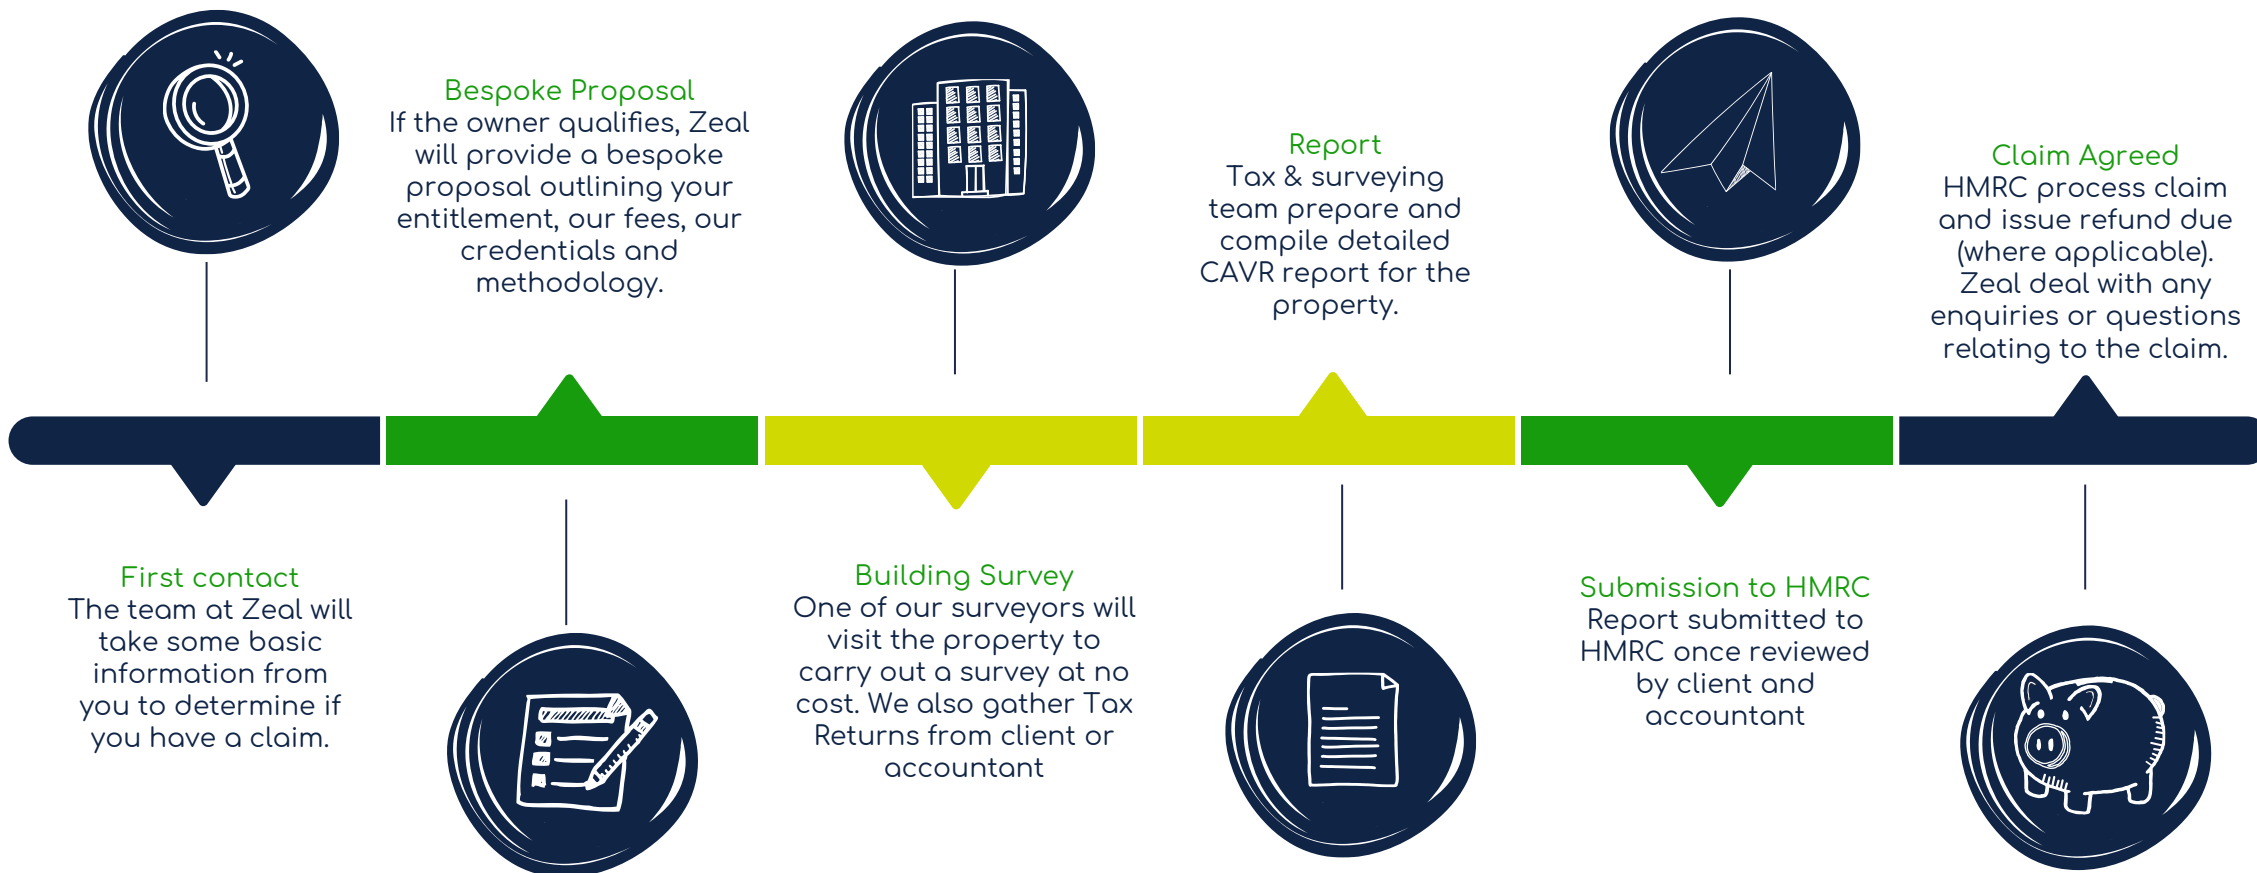 First contact
The team at Zeal will
take some basic
information from
you to determine if
you have a claim.
Bespoke Proposal
If the owner qualifies, Zeal
will provide a bespoke
proposal outlining your
entitlement, our fees, our
credentials and
methodology.
Building Survey
One of our surveyors will
visit the property to
carry out a survey at no
cost. We also gather Tax
Returns from client or
accountant
Report
Tax & surveying
team prepare and
compile detailed
CAVR report for the
property.
Submission to HMRC
Report submitted to
HMRC once reviewed
by client and
accountant
Claim Agreed
HMRC process claim
and issue refund due
(where applicable).
Zeal deal with any
enquiries or questions
relating to the claim.